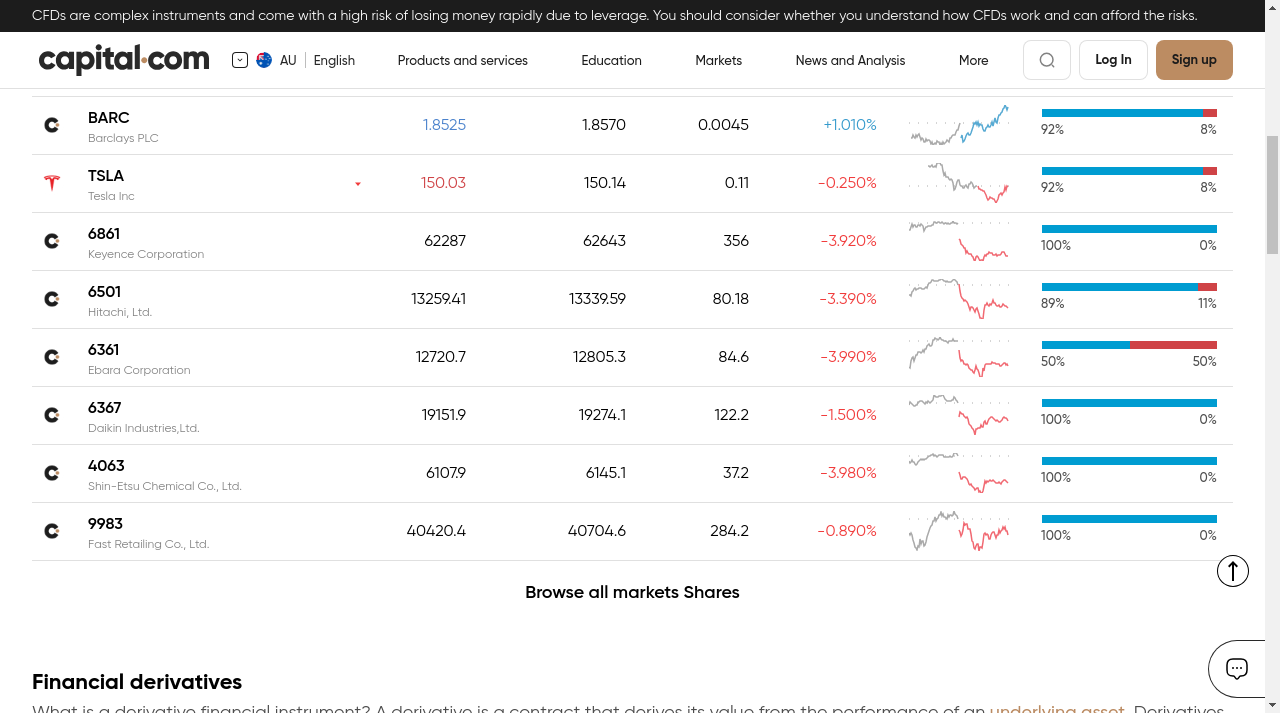 CFDs are complex instruments and come with a high risk of losing money rapidly due to leverage. You should consider whether you understand how CFDs work and can afford the risks.
capital.com AU English Products and services Education Markets News and Analysis More Log In Sign up
BARC 1.8525 1.8570 0.0045 +1.010% 92% 8%
Barclays PLC
TSLA 150.03 150.14 0.11 -0.250% 92% 8%
Tesla Inc
6861 62287 62643 356 -3.920% 100% 0%
Keyence Corporation
6501 13259.41 13339.59 80.18 -3.390% 89% 11%
Hitachi, Ltd.
6361 12720.7 12805.3 84.6 -3.990% 50% 50%
Ebara Corporation
6367 19151.9 19274.1 122.2 -1.500% 100% 0%
Daikin Industries,Ltd.
4063 6107.9 6145.1 37.2 -3.980% 100% 0%
Shin-Etsu Chemical Co., Ltd.
9983 40420.4 40704.6 284.2 -0.890% 100% 0%
Fast Retailing Co., Ltd.
Browse all markets Shares
Financial derivatives
What is a derivative financial instrument? A derivative is a contract that derives its value from the performance of an underlying asset. Derivatives